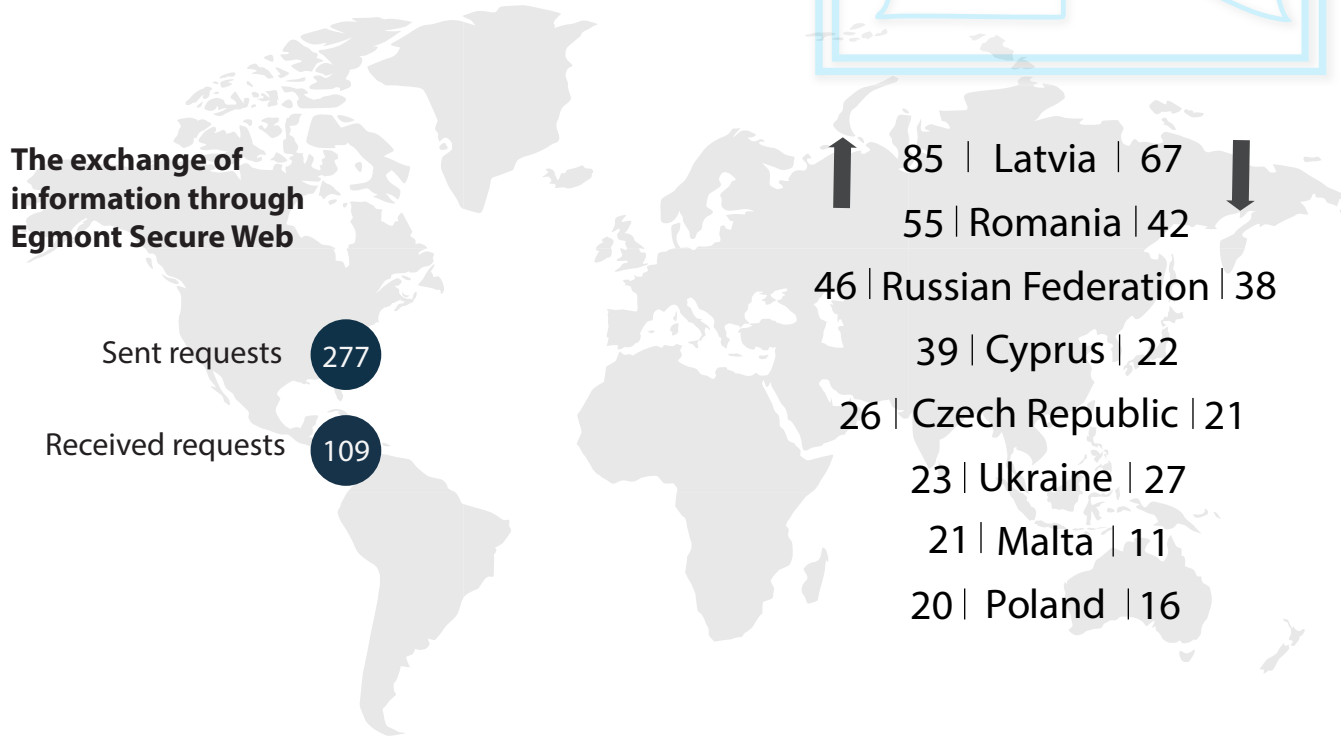 The exchange of
information through
Egmont Secure Web
Sent requests 277
Received requests 109
85 | Latvia | 67
55 | Romania | 42
46 | Russian Federation | 38
39 | Cyprus | 22
26 | Czech Republic | 21
23 | Ukraine | 27
21 | Malta | 11
20 | Poland | 16